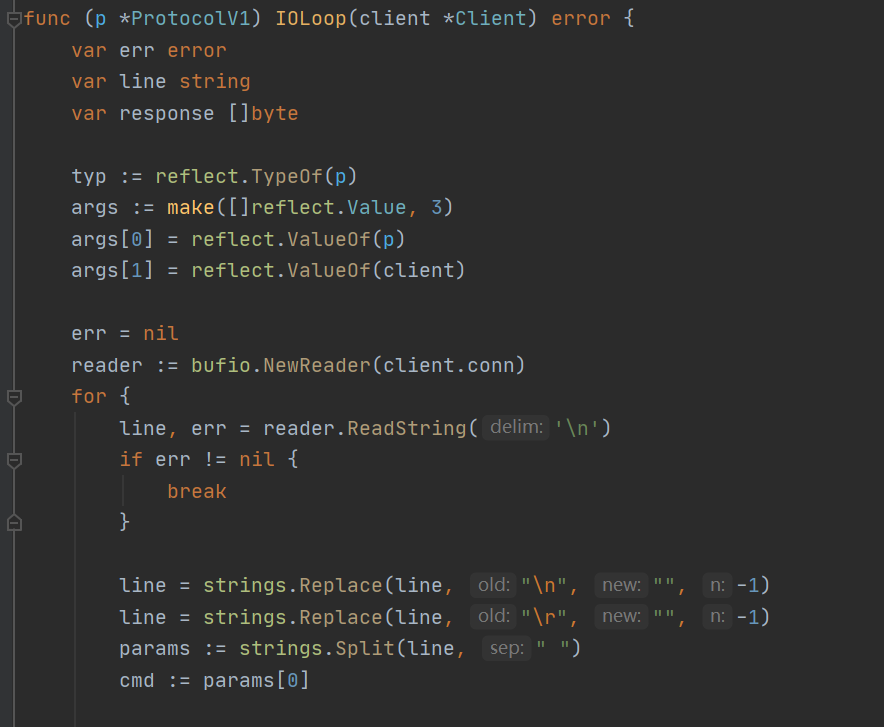 func (p *ProtocolV1) IOLoop(client *Client) error {
    var err error
    var line string
    var response []byte

    typ := reflect.TypeOf(p)
    args := make([]reflect.Value, 3)
    args[0] = reflect.ValueOf(p)
    args[1] = reflect.ValueOf(client)

    err = nil
    reader := bufio.NewReader(client.conn)
    for {
        line, err = reader.ReadString( delim: '\n')
        if err != nil {
            break
        }

        line = strings.Replace(line, old: "\n", new: "", n: -1)
        line = strings.Replace(line, old: "\r", new: "", n: -1)
        params := strings.Split(line, sep: " ")
        cmd := params[0]